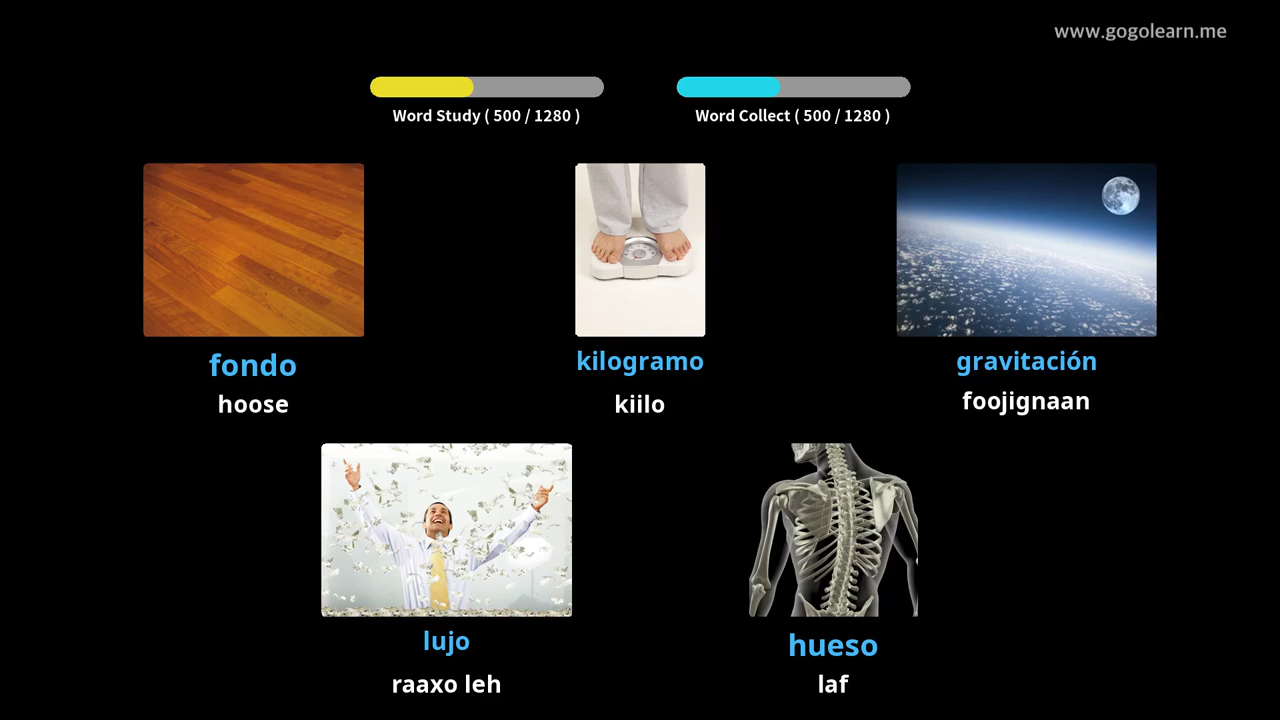 www.gogolearn.me
Word Study ( 500 / 1280 )
Word Collect ( 500 / 1280 )
fondo
hoose
kilogramo
kiilo
gravitación
foojignaan
lujo
raaxo leh
hueso
laf